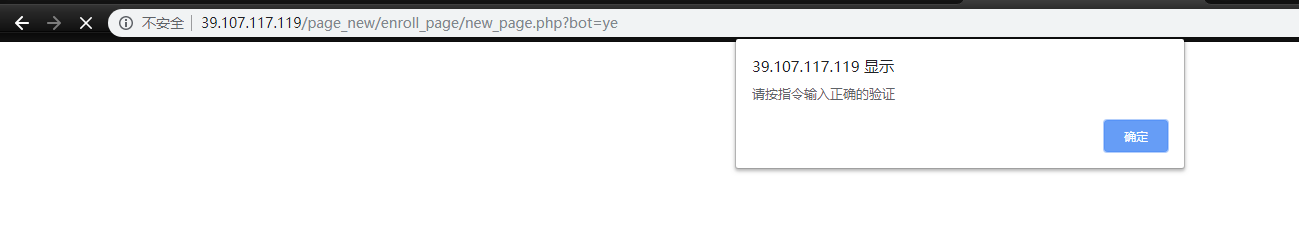 不安全 39.107.117.119/page_new/enroll_page/new_page.php?bot=ye
39.107.117.119 显示
请按指令输入正确的验证
确定